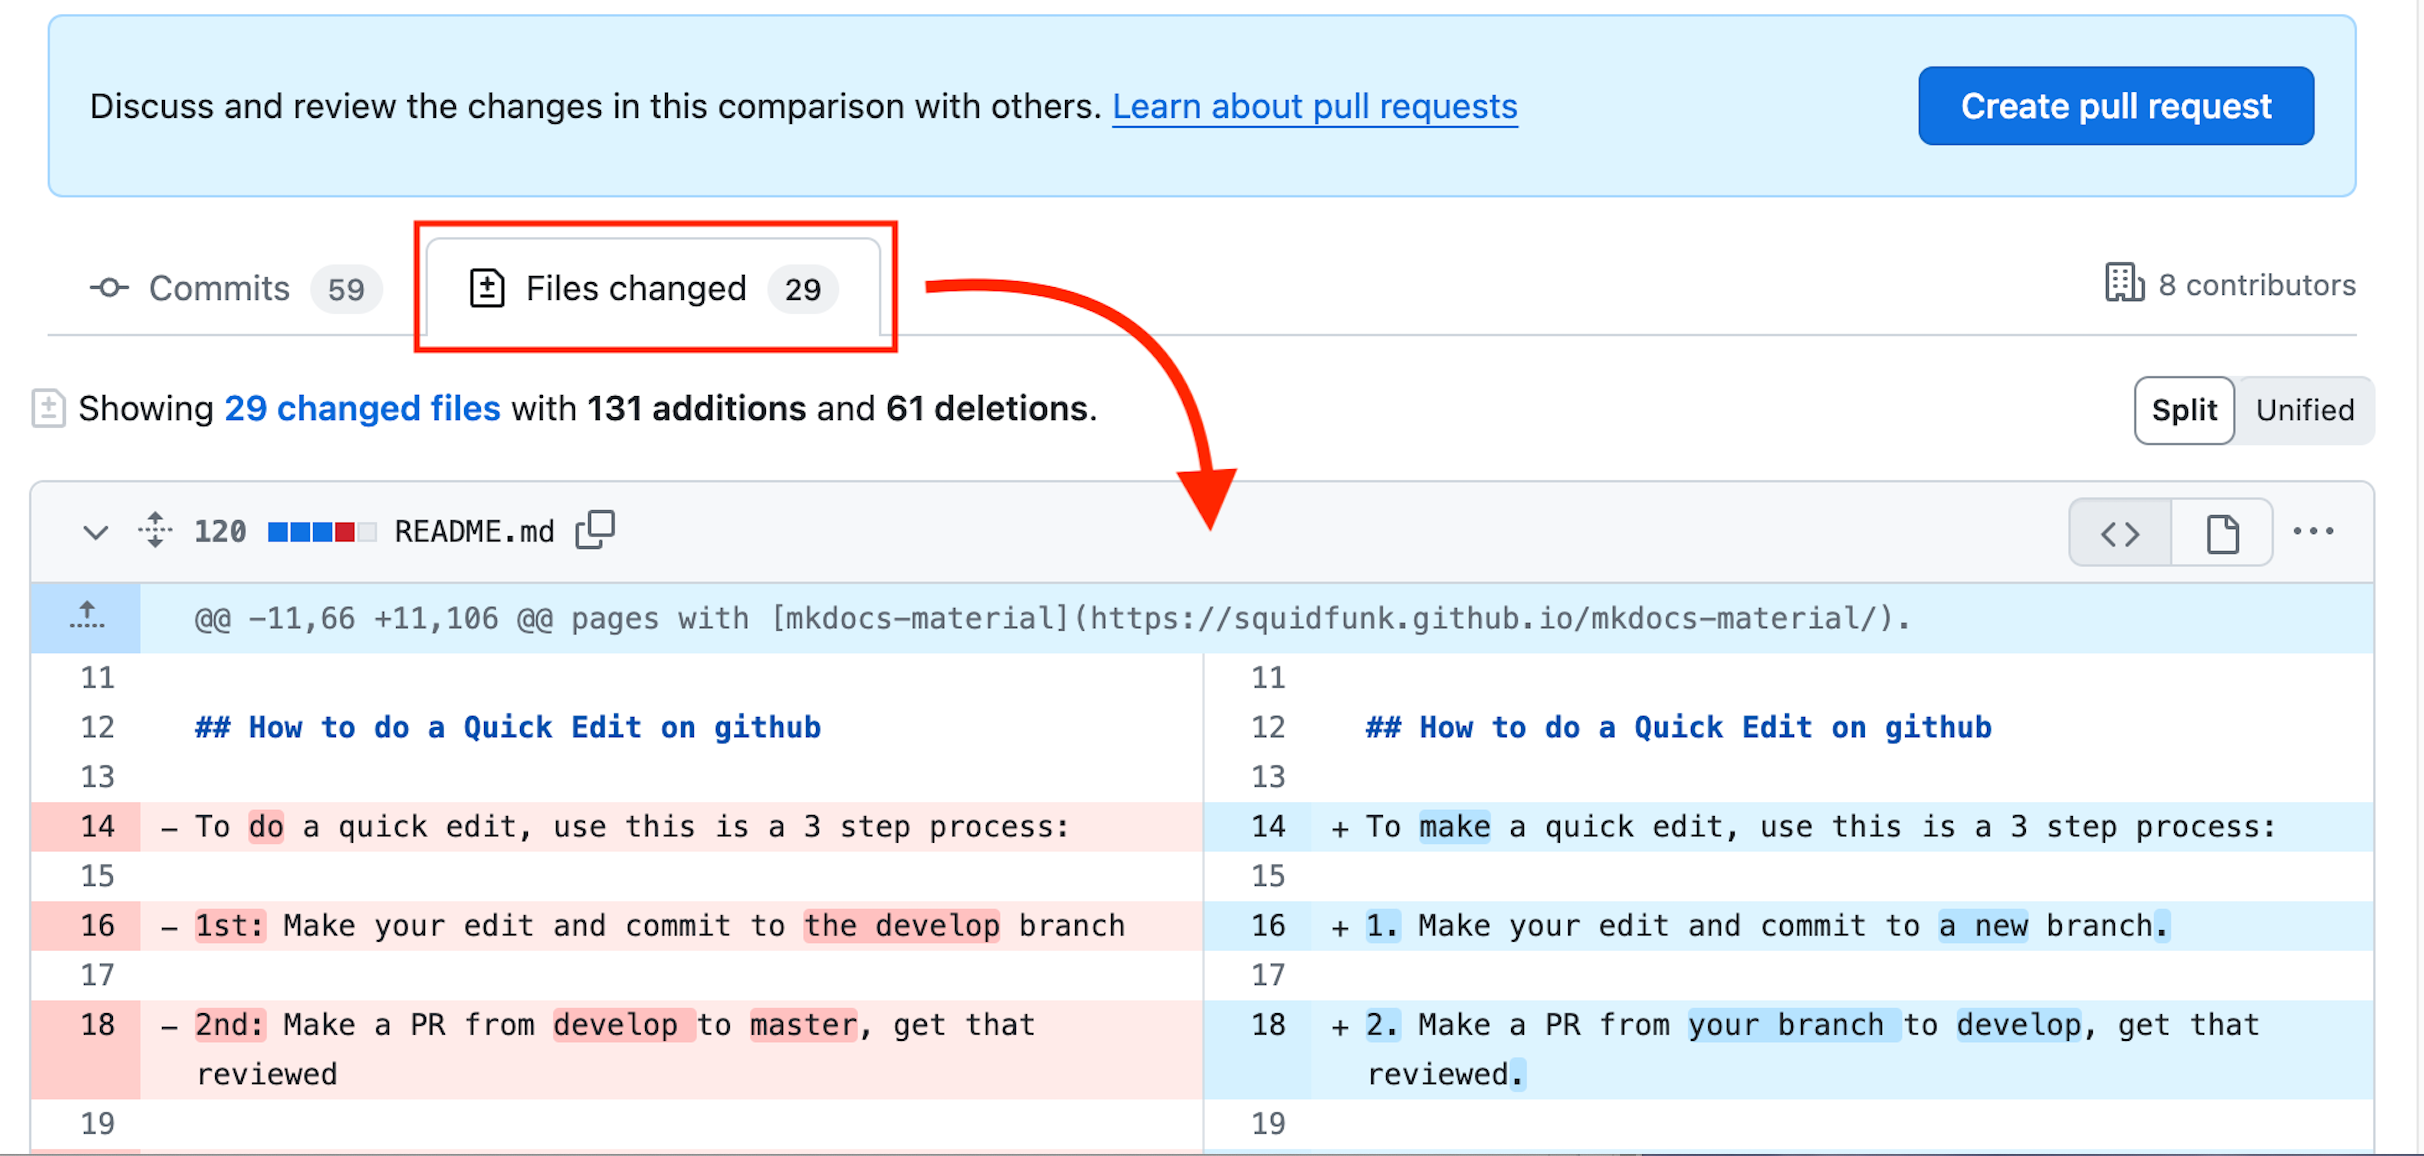 Discuss and review the changes in this comparison with others. Learn about pull requests
Create pull request
Commits 59
Files changed 29
8 contributors
Showing 29 changed files with 131 additions and 61 deletions.
Split Unified
120 README.md
@@ -11,66 +11,106 @@ pages with [mkdocs-material](https://squidfunk.github.io/mkdocs-material/).
11
12 ## How to do a Quick Edit on github
13
14 - To do a quick edit, use this is a 3 step process:
15
16 - 1st: Make your edit and commit to the develop branch
17
18 - 2nd: Make a PR from develop to master, get that
reviewed
19
11
12 ## How to do a Quick Edit on github
13
14 + To make a quick edit, use this is a 3 step process:
15
16 + 1. Make your edit and commit to a new branch.
17
18 + 2. Make a PR from your branch to develop, get that
reviewed.
19